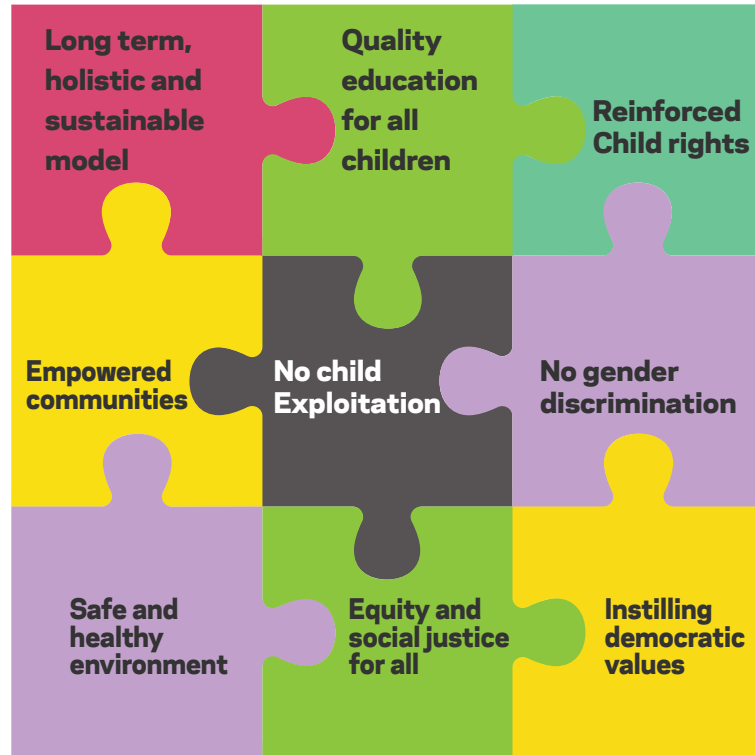 Long term,
holistic and
sustainable
model
Quality
education
for all
children
Reinforced
Child rights
Empowered
communities
No child
Exploitation
No gender
discrimination
Safe and
healthy
environment
Equity and
social justice
for all
Instilling
democratic
values